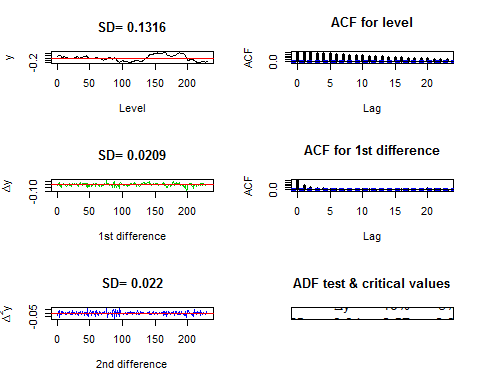 SD= 0.1316
y
-0.2
0 50 100 150 200
Level
ACF for level
ACF
0.0
0 5 10 15 20
Lag
SD= 0.0209
Δy
-0.10
0 50 100 150 200
1st difference
ACF for 1st difference
ACF
0.0
0 5 10 15 20
Lag
SD= 0.022
Δ²y
-0.05
0 50 100 150 200
2nd difference
ADF test & critical values